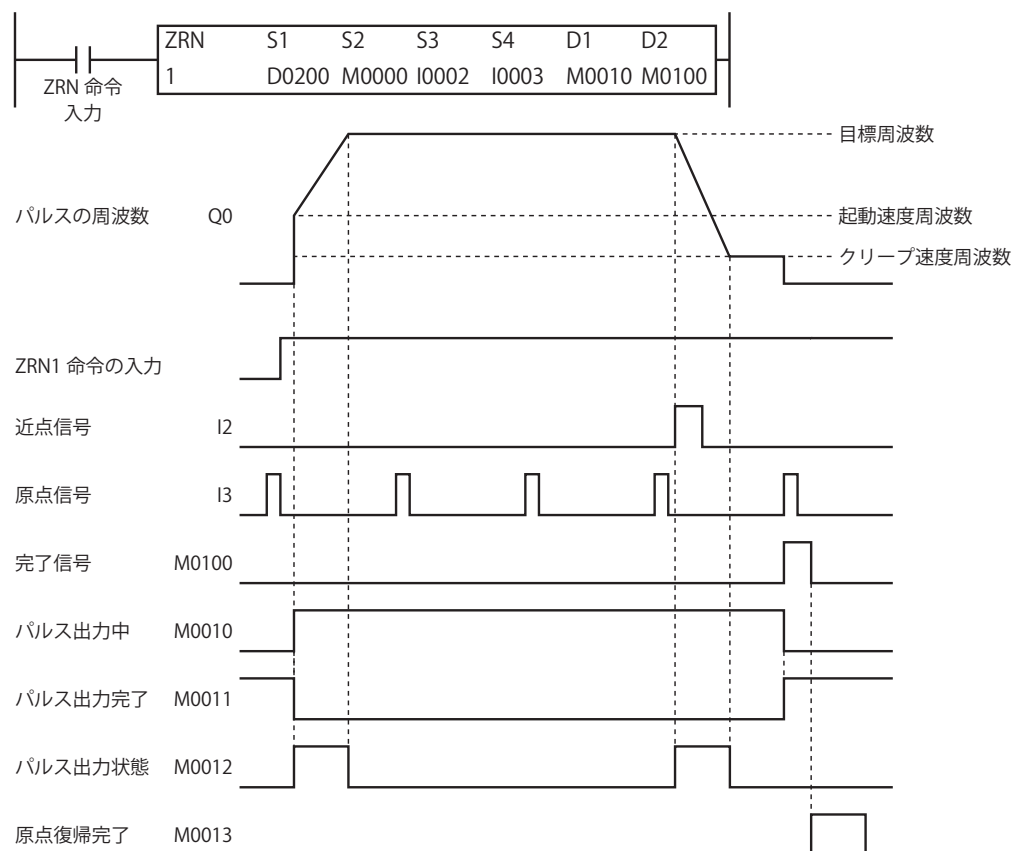 ZRN S1 S2 S3 S4 D1 D2
1 D0200 M0000 I0002 I0003 M0010 M0100
ZRN 命令
入力
目標周波数
パルスの周波数 Q0
起動速度周波数
クリープ速度周波数
ZRN1 命令の入力
近点信号 I2
原点信号 I3
完了信号 M0100
パルス出力中 M0010
パルス出力完了 M0011
パルス出力状態 M0012
原点復帰完了 M0013